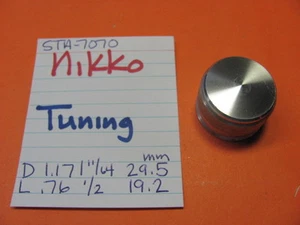 STA-7070
Nikko
Tuning
mm
D 1.171 "/64 29.5
L .76 1/2 19.2